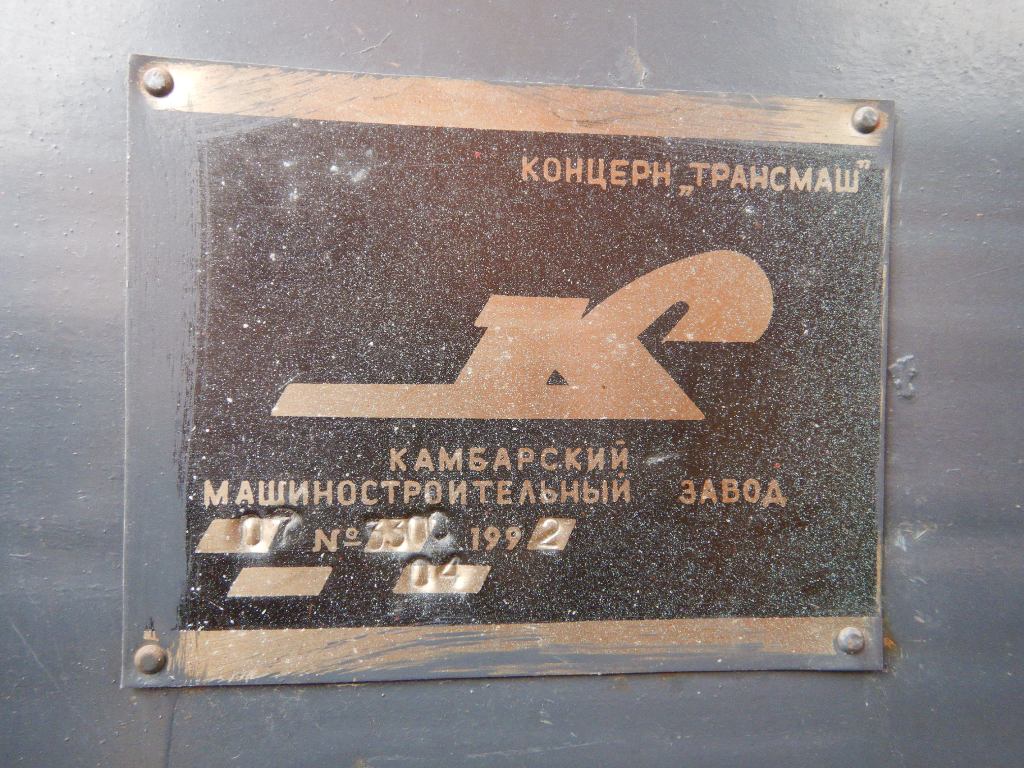 КОНЦЕРН „ТРАНСМАШ"
КАМБАРСКИЙ
МАШИНОСТРОИТЕЛЬНЫЙ ЗАВОД
07 № 1992
04